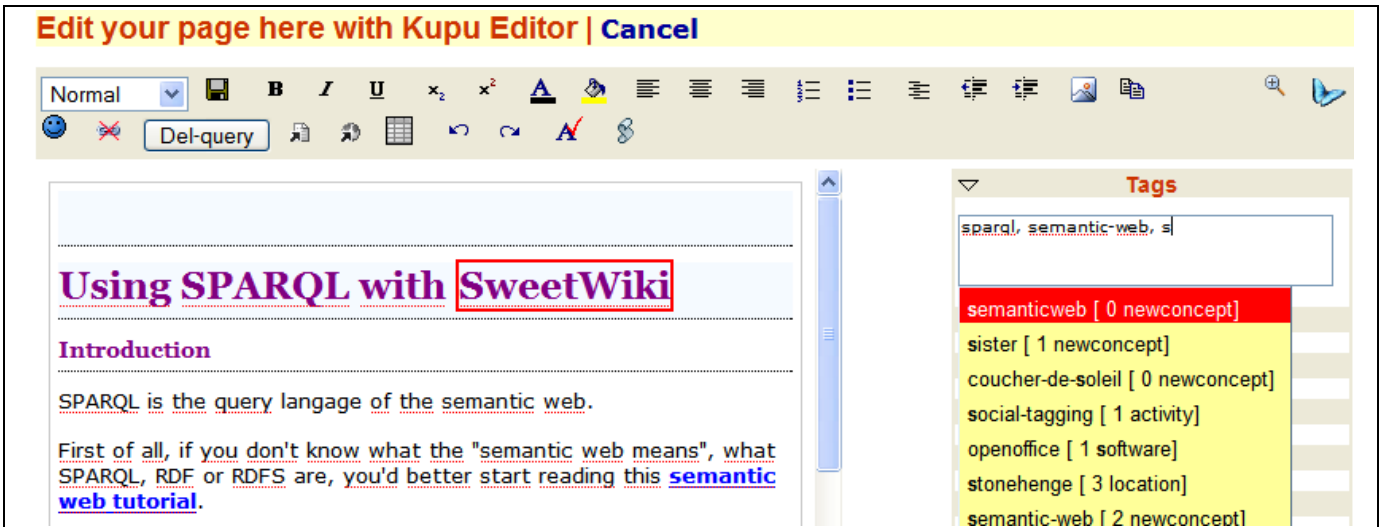 Edit your page here with Kupu Editor | Cancel
Normal
B I U x₂ x² A
Del-query
Using SPARQL with SweetWiki
Introduction
SPARQL is the query langage of the semantic web.
First of all, if you don't know what the "semantic web means", what
SPARQL, RDF or RDFS are, you'd better start reading this semantic
web tutorial.
Tags
sparql, semantic-web, s
semanticweb [ 0 newconcept]
sister [ 1 newconcept]
coucher-de-soleil [ 0 newconcept]
social-tagging [ 1 activity]
openoffice [ 1 software]
stonehenge [ 3 location]
semantic-web [ 2 newconcept]